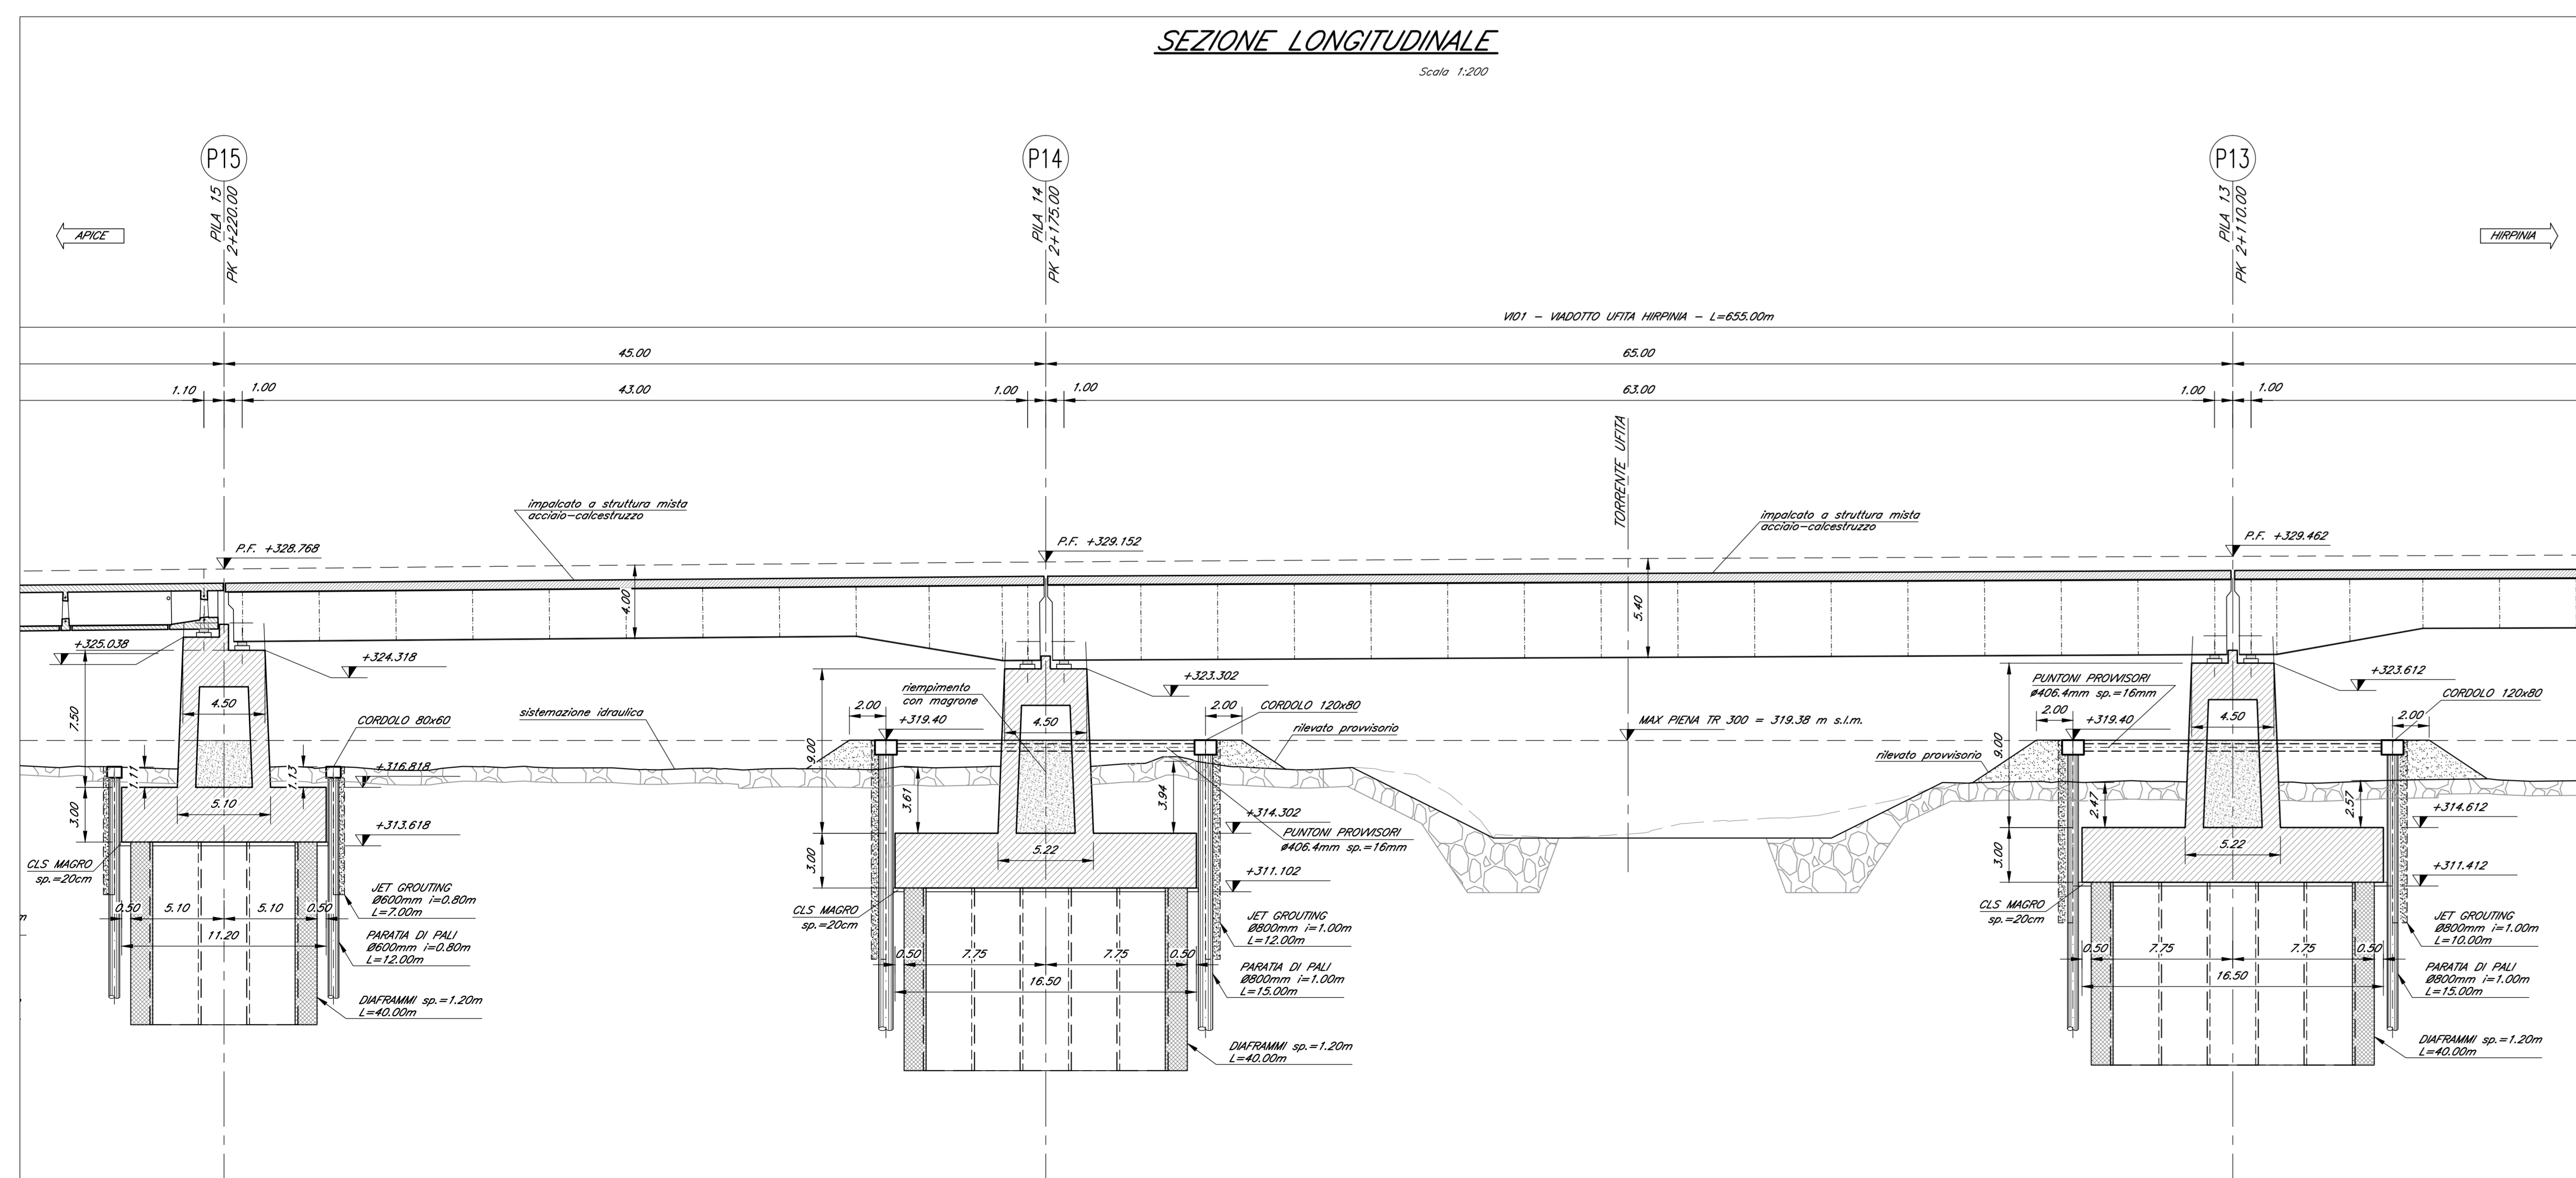 SEZIONE LONGITUDINALE
Scala 1:200
P15
P14
P13
PILA 15
PK 2+220.00
PILA 14
PK 2+175.00
PILA 13
PK 2+110.00
APICE
HIRPINIA
VI01 - VIADOTTO UFITA HIRPINIA - L=655.00m
45.00
65.00
1.10
1.00
43.00
1.00
1.00
63.00
1.00
1.00
TORRENTE UFITA
impalcato a struttura mista
acciaio-calcestruzzo
impalcato a struttura mista
acciaio-calcestruzzo
P.F. +328.768
P.F. +329.152
P.F. +329.462
4.00
5.40
+325.038
+324.318
7.50
4.50
CORDOLO 80x60
sistemazione idraulica
1.17
1.13
+316.818
5.10
3.00
+313.618
CLS MAGRO
sp.=20cm
JET GROUTING
Ø600mm i=0.80m
L=7.00m
0.50
5.10
5.10
0.50
11.20
PARATIA DI PALI
Ø600mm i=0.80m
L=12.00m
DIAFRAMMI sp.=1.20m
L=40.00m
riempimento
con magrone
+323.302
2.00
+319.40
4.50
2.00
CORDOLO 120x80
rilevato provvisorio
9.00
3.61
3.94
+314.302
PUNTONI PROVVISORI
Ø406.4mm sp=16mm
5.22
3.00
+311.102
CLS MAGRO
sp.=20cm
JET GROUTING
Ø800mm i=1.00m
L=12.00m
0.50
7.75
7.75
0.50
16.50
PARATIA DI PALI
Ø800mm i=1.00m
L=15.00m
DIAFRAMMI sp.=1.20m
L=40.00m
MAX PIENA TR 300 = 319.38 m s.l.m.
PUNTONI PROVVISORI
Ø406.4mm sp.=16mm
+323.612
CORDOLO 120x80
2.00
+319.40
4.50
2.00
rilevato provvisorio
9.00
2.47
2.57
+314.612
5.22
3.00
+311.412
CLS MAGRO
sp.=20cm
JET GROUTING
Ø800mm i=1.00m
L=10.00m
0.50
7.75
7.75
0.50
16.50
PARATIA DI PALI
Ø800mm i=1.00m
L=15.00m
DIAFRAMMI sp.=1.20m
L=40.00m